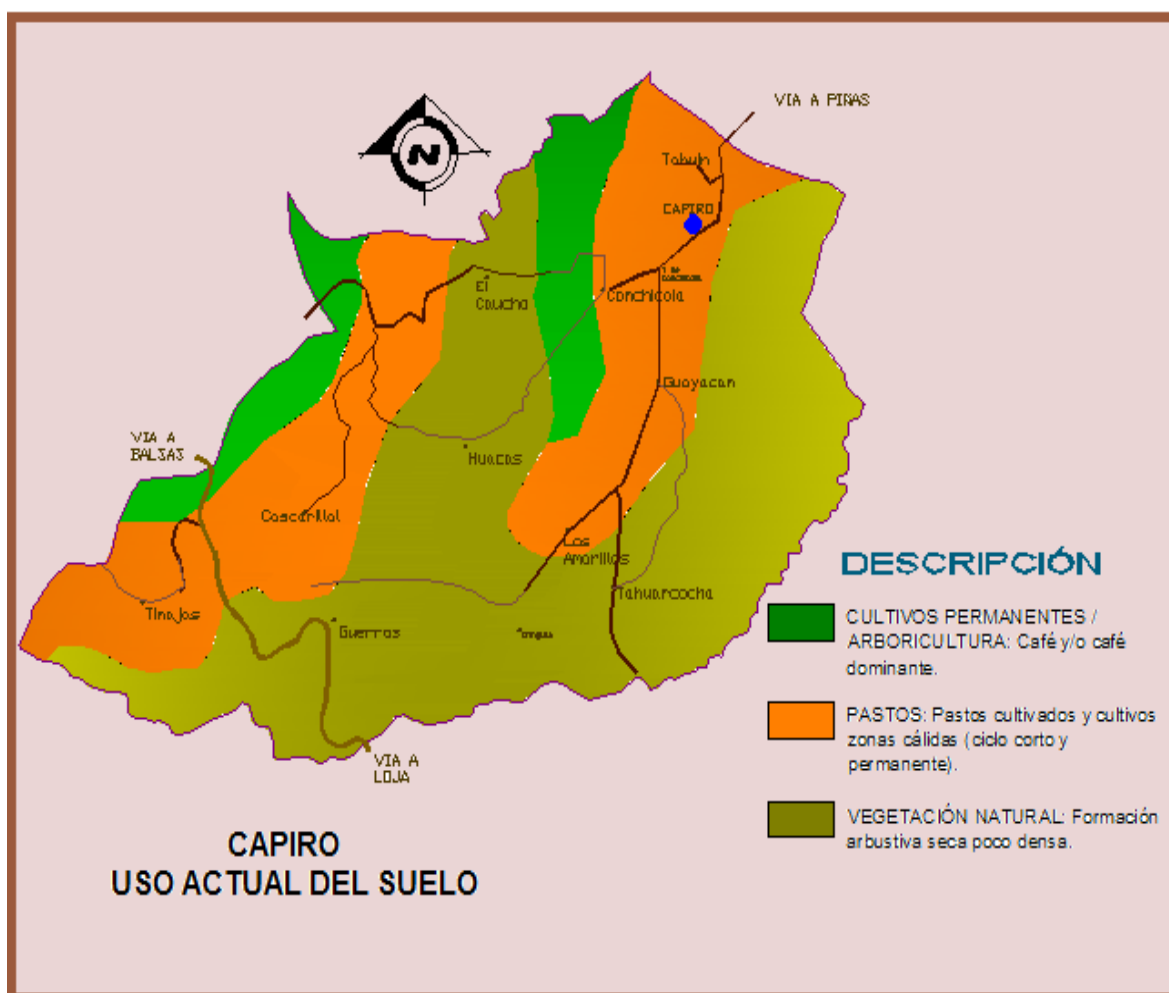 VIA A PIÑAS
N
Tabuin
CAPIRO
Conchicola
El
Caucho
Guayacan
VIA A
BALSAS
Huacas
Cascarillal
Los
Amarillos
Tahuarcocha
Tinajas
Guerras
VIA A
LOJA
DESCRIPCIÓN
CULTIVOS PERMANENTES /
ARBORICULTURA: Café y/o café
dominante.
PASTOS: Pastos cultivados y cultivos
zonas cálidas (ciclo corto y
permanente).
VEGETACIÓN NATURAL: Formación
arbustiva seca poco densa.
CAPIRO
USO ACTUAL DEL SUELO